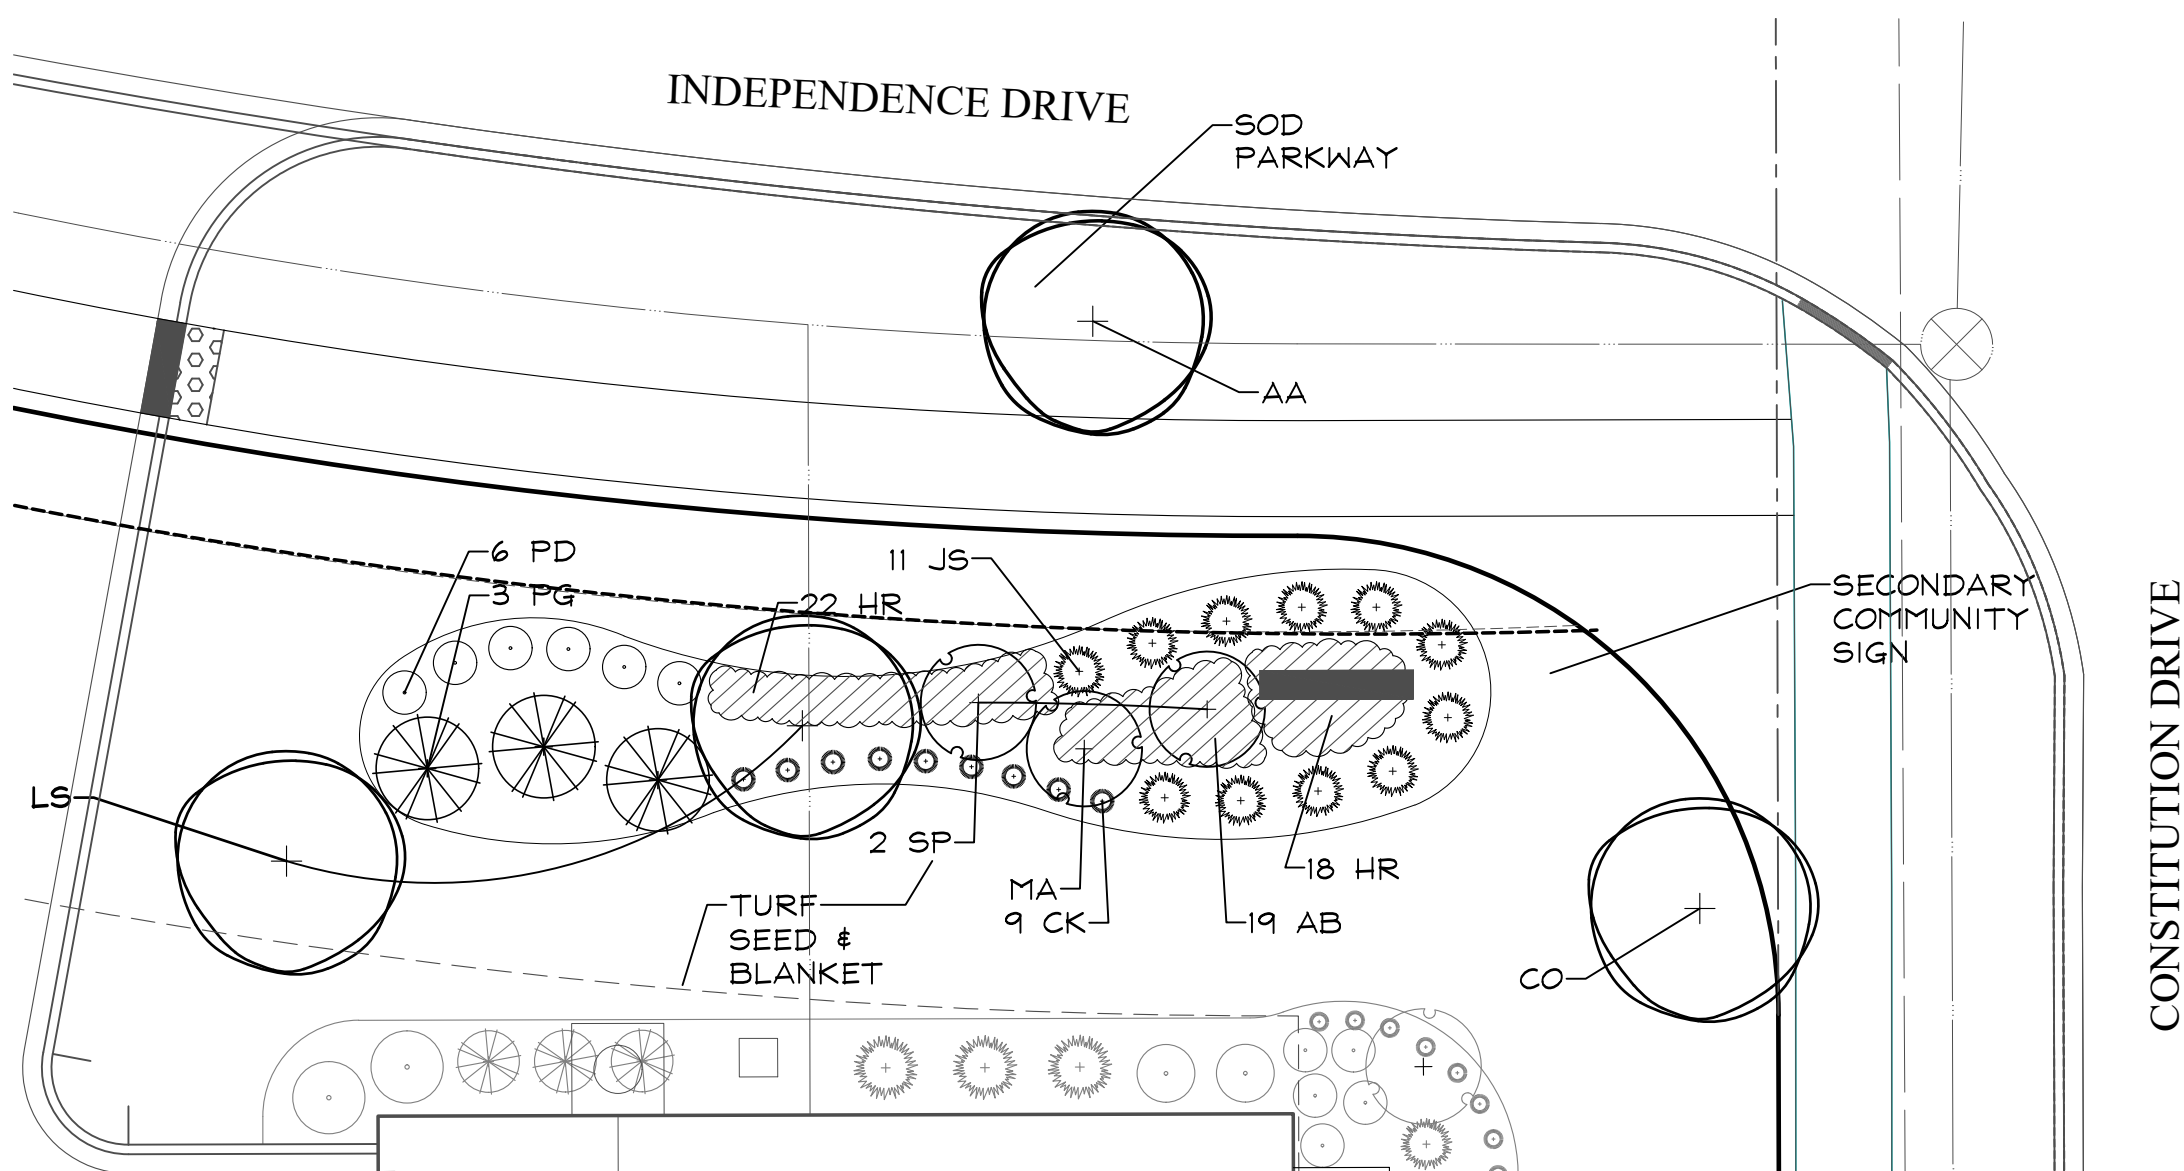 INDEPENDENCE DRIVE
SOD
PARKWAY
AA
6 PD
3 PG
22 HR
11 JS
SECONDARY
COMMUNITY
SIGN
CONSTITUTION DRIVE
LS
2 SP
18 HR
MA
9 CK
19 AB
TURF
SEED &
BLANKET
CO